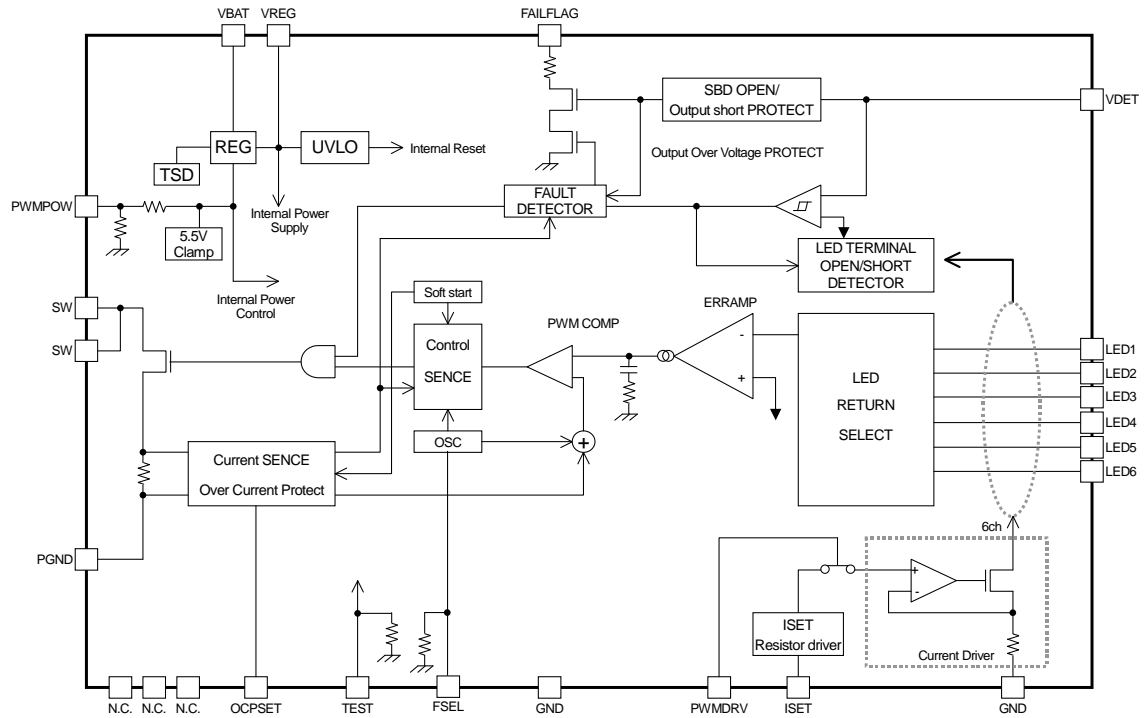 VBAT
VREG
FAILFLAG
SBD OPEN/
Output short PROTECT
VDET
REG
UVLO
Internal Reset
TSD
Output Over Voltage PROTECT
PWMPOW
5.5V
Clamp
Internal Power
Supply
FAULT
DETECTOR
LED TERMINAL
OPEN/SHORT
DETECTOR
Internal Power
Control
SW
SW
Soft start
Control
SENCE
PWM COMP
ERRAMP
-
+
LED
RETURN
SELECT
LED1
LED2
LED3
LED4
LED5
LED6
OSC
+
Current SENCE
Over Current Protect
PGND
6ch
+
-
ISET
Resistor driver
Current Driver
N.C.
N.C.
N.C.
OCPSET
TEST
FSEL
GND
PWMDRV
ISET
GND